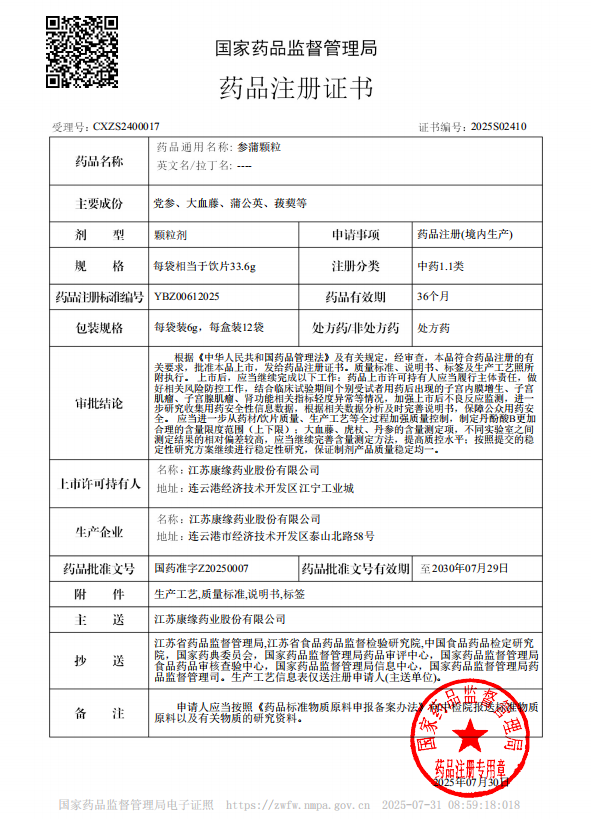 国家药品监督管理局
药品注册证书
受理号: CXZS2400017 证书编号: 2025S02410
药品名称 药品通用名称: 参蒲颗粒
英文名/拉丁名: ----
主要成份 党参、大血藤、蒲公英、菝葜等
剂 型 颗粒剂 申请事项 药品注册(境内生产)
规 格 每袋相当于饮片33.6g 注册分类 中药1.1类
药品注册标准编号 YBZ00612025 药品有效期 36个月
包装规格 每袋装6g，每盒装12袋 处方药/非处方药 处方药
审批结论
根据《中华人民共和国药品管理法》及有关规定，经审查，本品符合药品注册的有
关要求，批准本品上市，发给药品注册证书。质量标准、说明书、标签及生产工艺照所
附执行。 上市后，应当继续完成以下工作：药品上市许可持有人应当履行主体责任，做
好相关风险防控工作，结合临床试验期间个别受试者用药后出现的子宫内膜增生、子宫
肌瘤、子宫腺肌瘤、肾功能相关指标轻度异常等情况，加强上市后不良反应监测，进一
步研究收集用药安全性信息数据，根据相关数据分析及时完善说明书，保障公众用药安
全。 应当进一步从药材/饮片质量、生产工艺等全过程加强质量控制，制定丹酚酸B更加
合理的含量限度范围（上下限）；大血藤、虎杖、丹参的含量测定项，不同实验室之间
测定结果的相对偏差较高，应当继续完善含量测定方法，提高质控水平；按照提交的稳
定性研究方案继续进行稳定性研究，保证制剂产品质量稳定均一。
上市许可持有人 名称: 江苏康缘药业股份有限公司
地址: 连云港经济技术开发区江宁工业城
生产企业 名称: 江苏康缘药业股份有限公司
地址: 连云港市经济技术开发区泰山北路58号
药品批准文号 国药准字Z20250007 药品批准文号有效期 至2030年07月29日
附 件 生产工艺,质量标准,说明书,标签
主 送 江苏康缘药业股份有限公司
抄 送
江苏省药品监督管理局,江苏省食品药品监督检验研究院,中国食品药品检定研究
院，国家药典委员会，国家药品监督管理局药品审评中心，国家药品监督管理局
食品药品审核查验中心，国家药品监督管理局信息中心，国家药品监督管理局药
品监督管理司。生产工艺信息表仅送注册申请人(主送单位)。
备 注
申请人应当按照《药品标准物质原料申报备案办法》向中检院报送标准物质
原料以及有关物质的研究资料。
国家药品监督管理局
药品注册专用章
2025年07月30日
国家药品监督管理局电子证照 https://zwfw.nmpa.gov.cn 2025-07-31 08:59:18:018